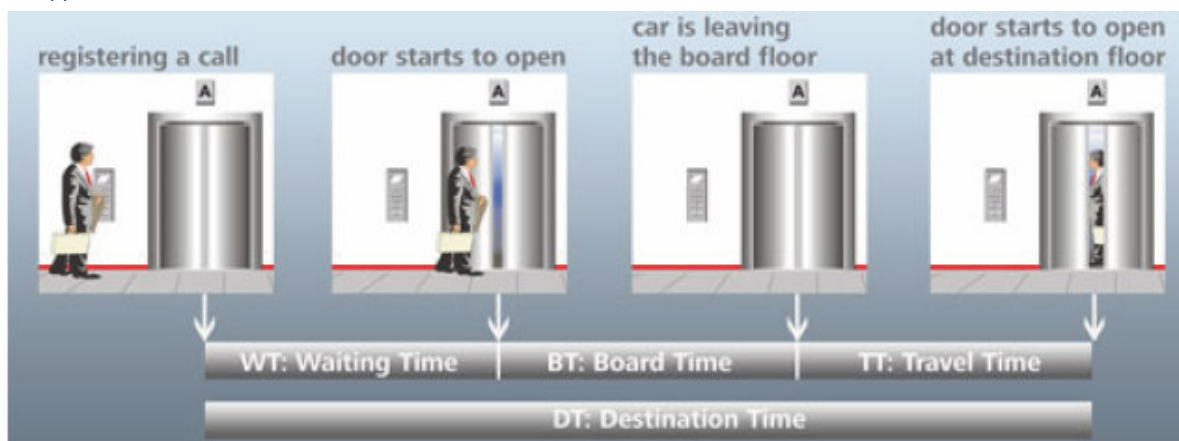 registering a call
door starts to open
car is leaving
the board floor
door starts to open
at destination floor
A
A
A
A
WT: Waiting Time
BT: Board Time
TT: Travel Time
DT: Destination Time